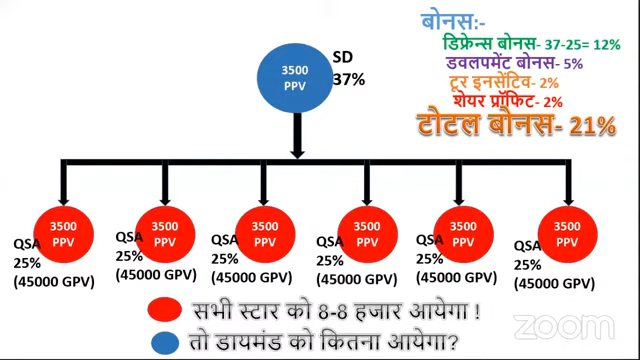 बोनस:-
डिफ्रेन्स बोनस- 37-25= 12%
डवलपमेंट बोनस- 5%
टूर इनसेंटिव- 2%
शेयर प्रॉफिट- 2%
टोटल बोनस- 21%
3500
PPV
SD
37%
3500
PPV
QSA
25%
(45000 GPV)
3500
PPV
QSA
25%
(45000 GPV)
3500
PPV
QSA
25%
(45000 GPV)
3500
PPV
QSA
25%
(45000 GPV)
3500
PPV
QSA
25%
(45000 GPV)
3500
PPV
QSA
25%
(45000 GPV)
सभी स्टार को 8-8 हजार आयेगा !
तो डायमंड को कितना आयेगा?
zoom